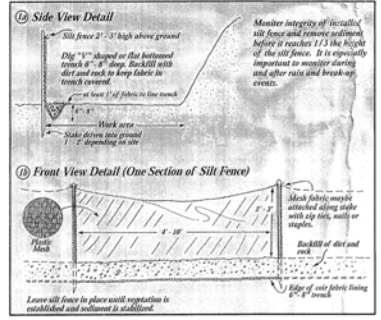 1a Side View Detail
Silt fence 2' - 3' high above ground
Dig "V" shaped or flat bottomed
trench 6"- 8" deep. Backfill with
dirt and rock to keep fabric in
trench covered.
at least 1' of fabric to line trench
6"- 8"
Work area
Stake driven into ground
1' - 2' depending on site
Moniter integrity of installed
silt fence and remove sediment
before it reaches 1/3 the height
of the silt fence. It is especially
important to monitor during
and after rain and break-up
events.
1b Front View Detail (One Section of Silt Fence)
Plastic
Mesh
4' - 10'
2' - 3'
Mesh fabric maybe
attached along stake
with zip ties, nails or
staples.
Backfill of dirt and
rock
Edge of coir fabric lining
6"- 8" trench
Leave silt fence in place until vegetation is
established and sediment is stabilized.